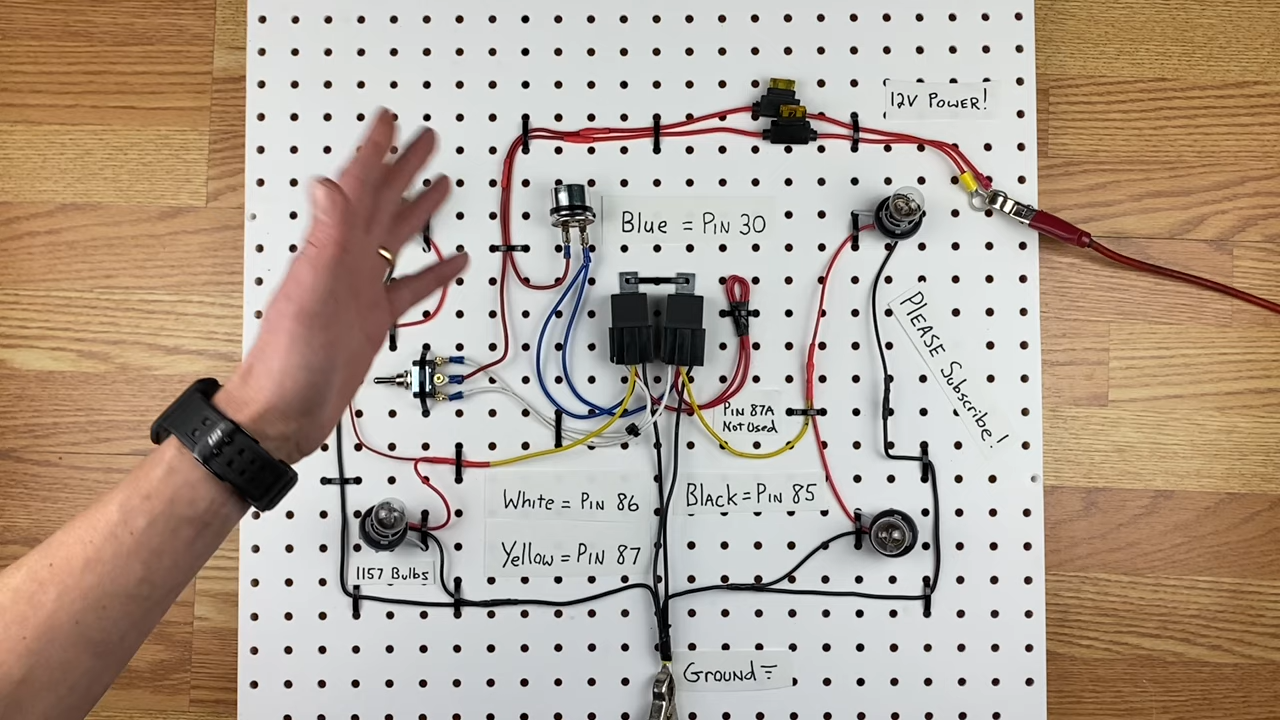 12V POWER!
Blue = PIN 30
PLEASE Subscribe!
PIN 87A
Not Used
White = PIN 86
Black = PIN 85
Yellow = PIN 87
1157 Bulbs
GROUND